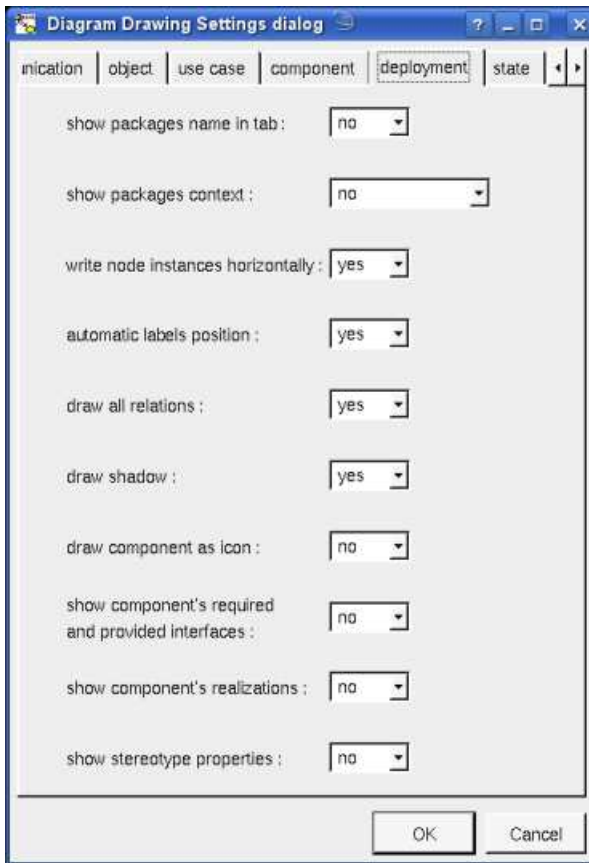 Diagram Drawing Settings dialog
nication object use case component deployment state
show packages name in tab : no
show packages context : no
write node instances horizontally : yes
automatic labels position : yes
draw all relations : yes
draw shadow : yes
draw component as icon : no
show component's required
and provided interfaces : no
show component's realizations : no
show stereotype properties : no
OK Cancel